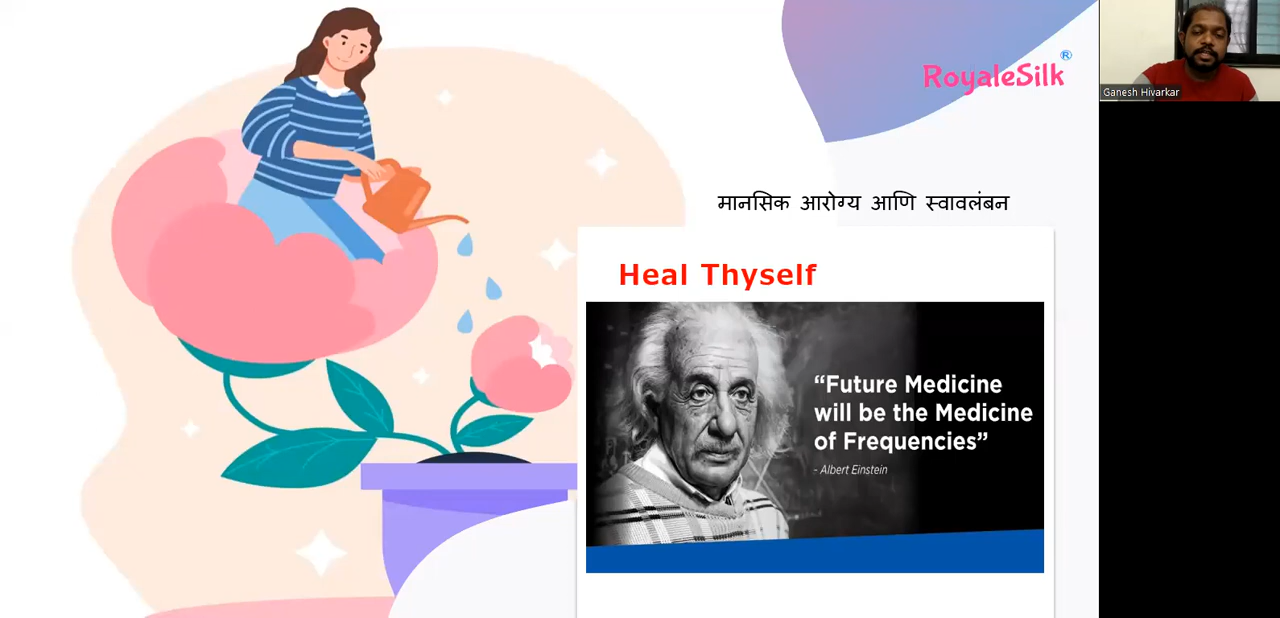 RoyaleSilk®
Ganesh Hivarkar
मानसिक आरोग्य आणि स्वावलंबन
Heal Thyself
“Future Medicine
will be the Medicine
of Frequencies”
- Albert Einstein